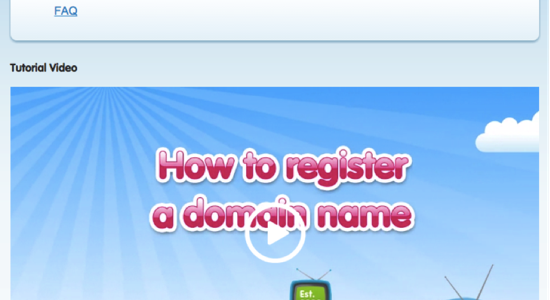 FAQ
Tutorial Video
How to register
a domain name
Est.